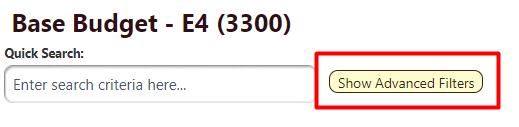 Base Budget - E4 (3300)
Quick Search:
Enter search criteria here... Show Advanced Filters